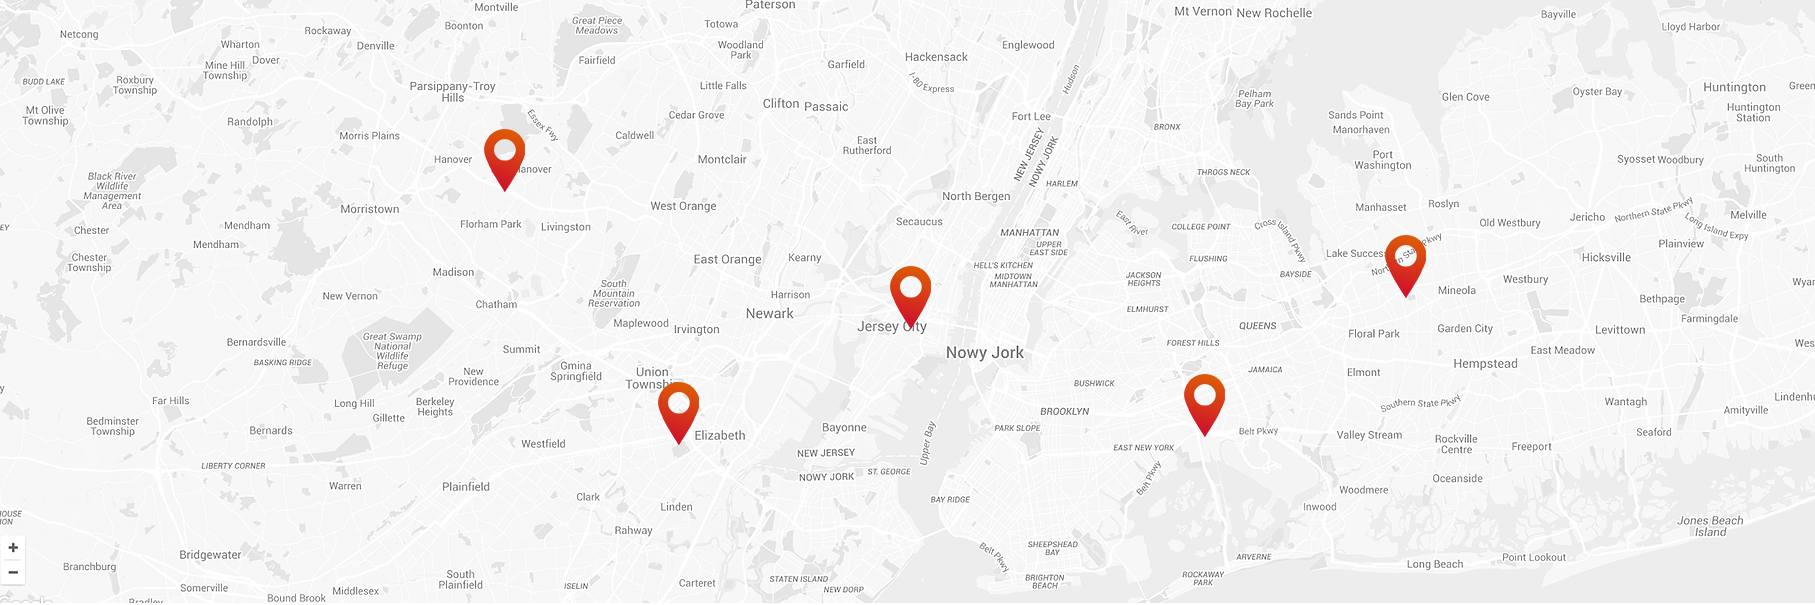 Montville
Paterson
Mt Vernon
New Rochelle
Bayville
Netcong
Rockaway
Boonton
Great Piece
Meadows
Totowa
Lloyd Harbor
Wharton
Denville
Woodland
Park
Englewood
Dover
Fairfield
Garfield
Hackensack
Mine Hill
Township
BUDD LAKE
Roxbury
Township
Parsippany-Troy
Hills
Little Falls
I-80 Express
Hudson
Pelham
Bay Park
Glen Cove
Oyster Bay
Huntington
Green
Mt Olive
Township
Clifton
Passaic
Randolph
Morris Plains
Essex Fwy
Cedar Grove
Fort Lee
Sands Point
Manorhaven
Huntington
Station
Caldwell
BRONX
East
Rutherford
NEW JERSEY
NOWY JORK
Hanover
anover
Montclair
Port
Washington
Syosset
Woodbury
South
Huntington
THROGS NECK
HARLEM
Black River
Wildlife
Management
Area
North Bergen
West Orange
Morristown
Manhasset
Roslyn
Jericho
Northern State Pkwy
Melville
EY
Chester
Mendham
Florham Park
Livingston
Secaucus
MANHATTAN
East River
COLLEGE POINT
Cross Island Pkwy
Old Westbury
Long Island Expy
Mendham
UPPER
EAST SIDE
Plainview
Chester
Township
East Orange
Kearny
HELL'S KITCHEN
MIDTOWN
MANHATTAN
FLUSHING
Lake Success
Hicksville
Madison
JACKSON
HEIGHTS
BAYSIDE
Westbury
Wyan
New Vernon
Chatham
South
Mountain
Reservation
Harrison
Mineola
Bethpage
Newark
ELMHURST
Farmingdale
Maplewood
Irvington
Jersey City
QUEENS
Floral Park
Garden City
Levittown
Bernardsville
Great Swamp
National
Wildlife
Refuge
Summit
Nowy Jork
FOREST HILLS
East Meadow
Wes
BASKING RIDGE
Gmina
Springfield
Union
Township
JAMAICA
Elmont
Hempstead
New
Providence
BUSHWICK
Far Hills
Long Hill
Gillette
Berkeley
Heights
BROOKLYN
Southern State Pkwy
Wantagh
Amityville
Lindenh
Bedminster
Township
Bernards
Westfield
Elizabeth
Bayonne
Upper Bay
PARK SLOPE
EAST NEW YORK
Belt Pkwy
Valley Stream
Rockville
Centre
Freeport
Seaford
LIBERTY CORNER
NEW JERSEY
NOWY JORK
ST. GEORGE
Belt Pkwy
Warren
Plainfield
Clark
Linden
BAY RIDGE
Woodmere
Oceanside
Inwood
HOUSE
ION
Rahway
Jones Beach
Island
+
Bridgewater
Belt Pkwy
SHEEPSHEAD
BAY
ARVERNE
Point Lookout
Branchburg
Long Beach
−
South
Plainfield
ISELIN
Carteret
STATEN ISLAND
BRIGHTON
BEACH
ROCKAWAY
PARK
Somerville
Middlesex
NEW DORP
Bradley
Bound Brook